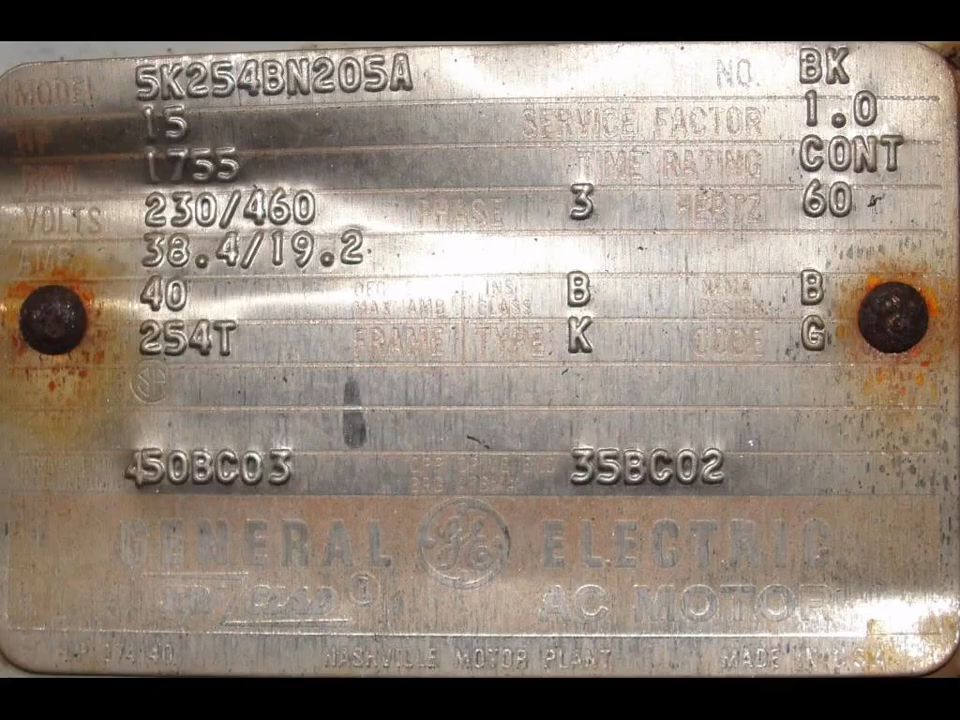 MODEL 5K254BN205A NO. BK
HP 15 SERVICE FACTOR 1.0
RPM 1755 TIME RATING CONT
VOLTS 230/460 PHASE 3 HERTZ 60
AMPS 38.4/19.2
40 MAX AMB INS. CLASS B NEMA DESIGN B
254T FRAME TYPE K CODE G
SA
450BC03 35BC02
GENERAL GE ELECTRIC
AC MOTOR
NASHVILLE MOTOR PLANT MADE IN U.S.A.